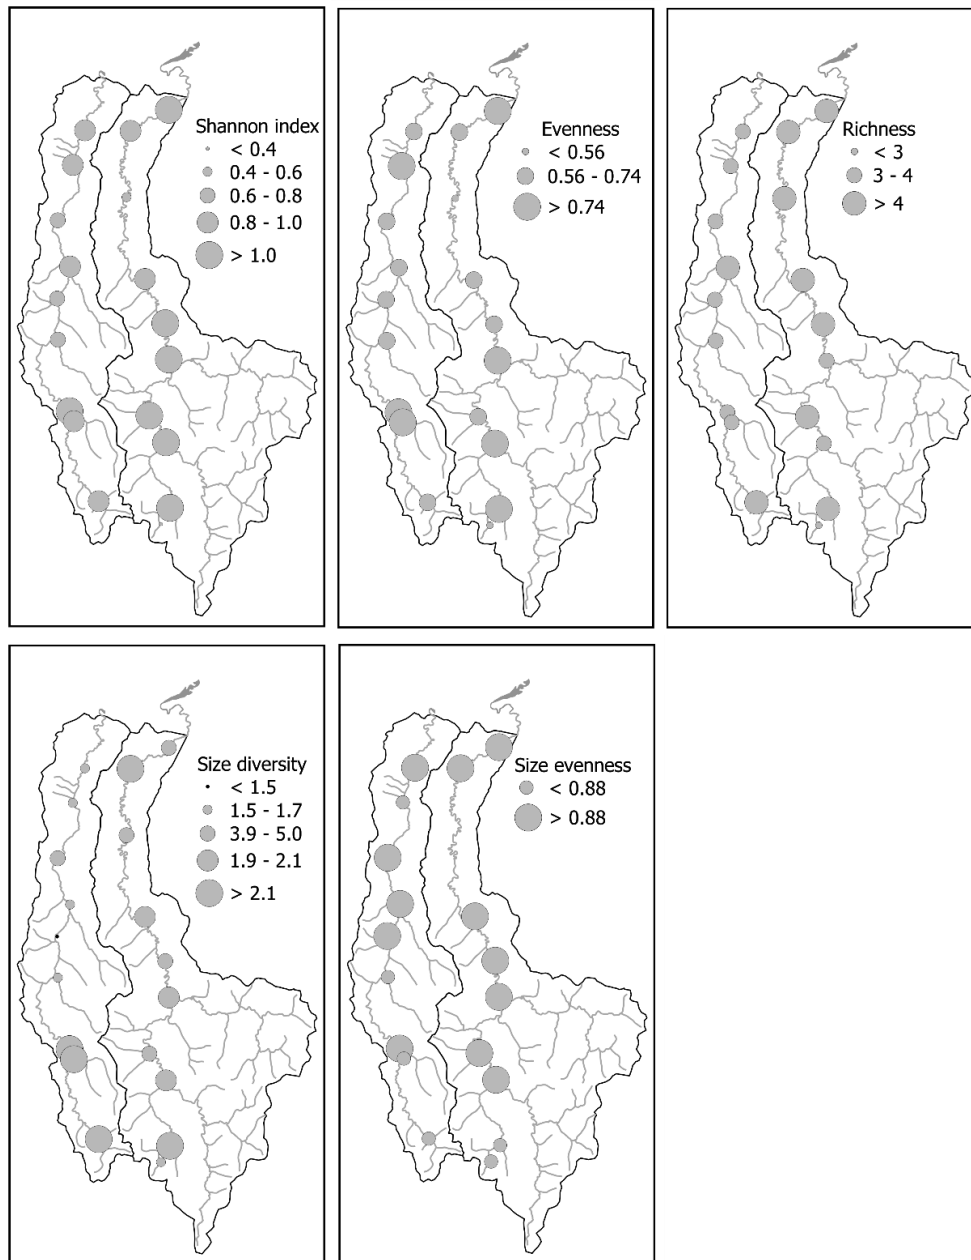 Shannon index
< 0.4
0.4 - 0.6
0.6 - 0.8
0.8 - 1.0
> 1.0
Evenness
< 0.56
0.56 - 0.74
> 0.74
Richness
< 3
3 - 4
> 4
Size diversity
< 1.5
1.5 - 1.7
3.9 - 5.0
1.9 - 2.1
> 2.1
Size evenness
< 0.88
> 0.88